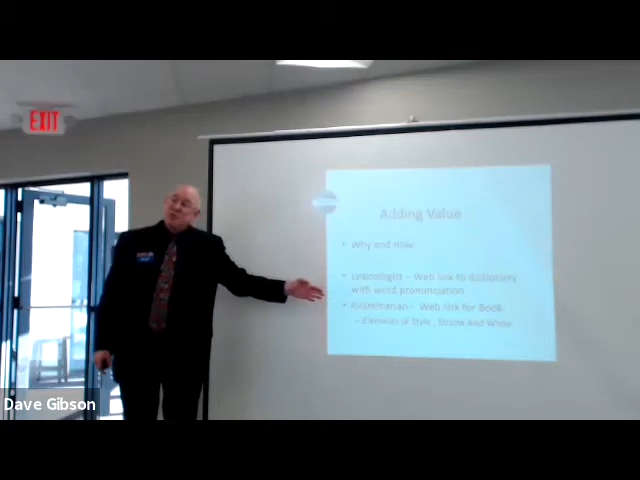 EXIT
Adding Value
• Why and How
• Lexicologist – Web link to dictionary
with word pronunciation
• Grammarian – Web link for Book:
– Elements of Style, Strunk And White
Dave Gibson